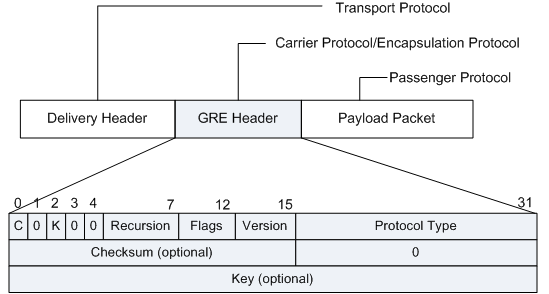 Transport Protocol
Carrier Protocol/Encapsulation Protocol
Passenger Protocol
Delivery Header GRE Header Payload Packet
0 1 2 3 4 7 12 15 31
C 0 K 0 0 Recursion Flags Version Protocol Type
Checksum (optional) 0
Key (optional)